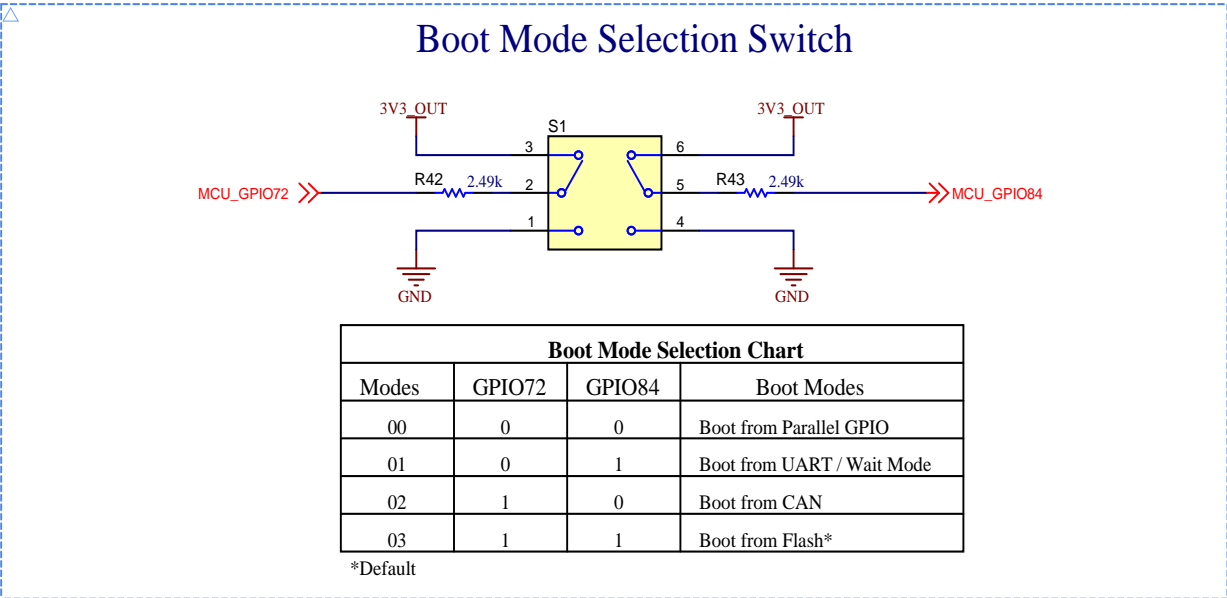 Boot Mode Selection Switch
3V3_OUT 3V3_OUT
S1
3 6
MCU_GPIO72 R42 2.49k 2 5 R43 2.49k MCU_GPIO84
1 4
GND GND
Boot Mode Selection Chart
Modes GPIO72 GPIO84 Boot Modes
00 0 0 Boot from Parallel GPIO
01 0 1 Boot from UART / Wait Mode
02 1 0 Boot from CAN
03 1 1 Boot from Flash*
*Default